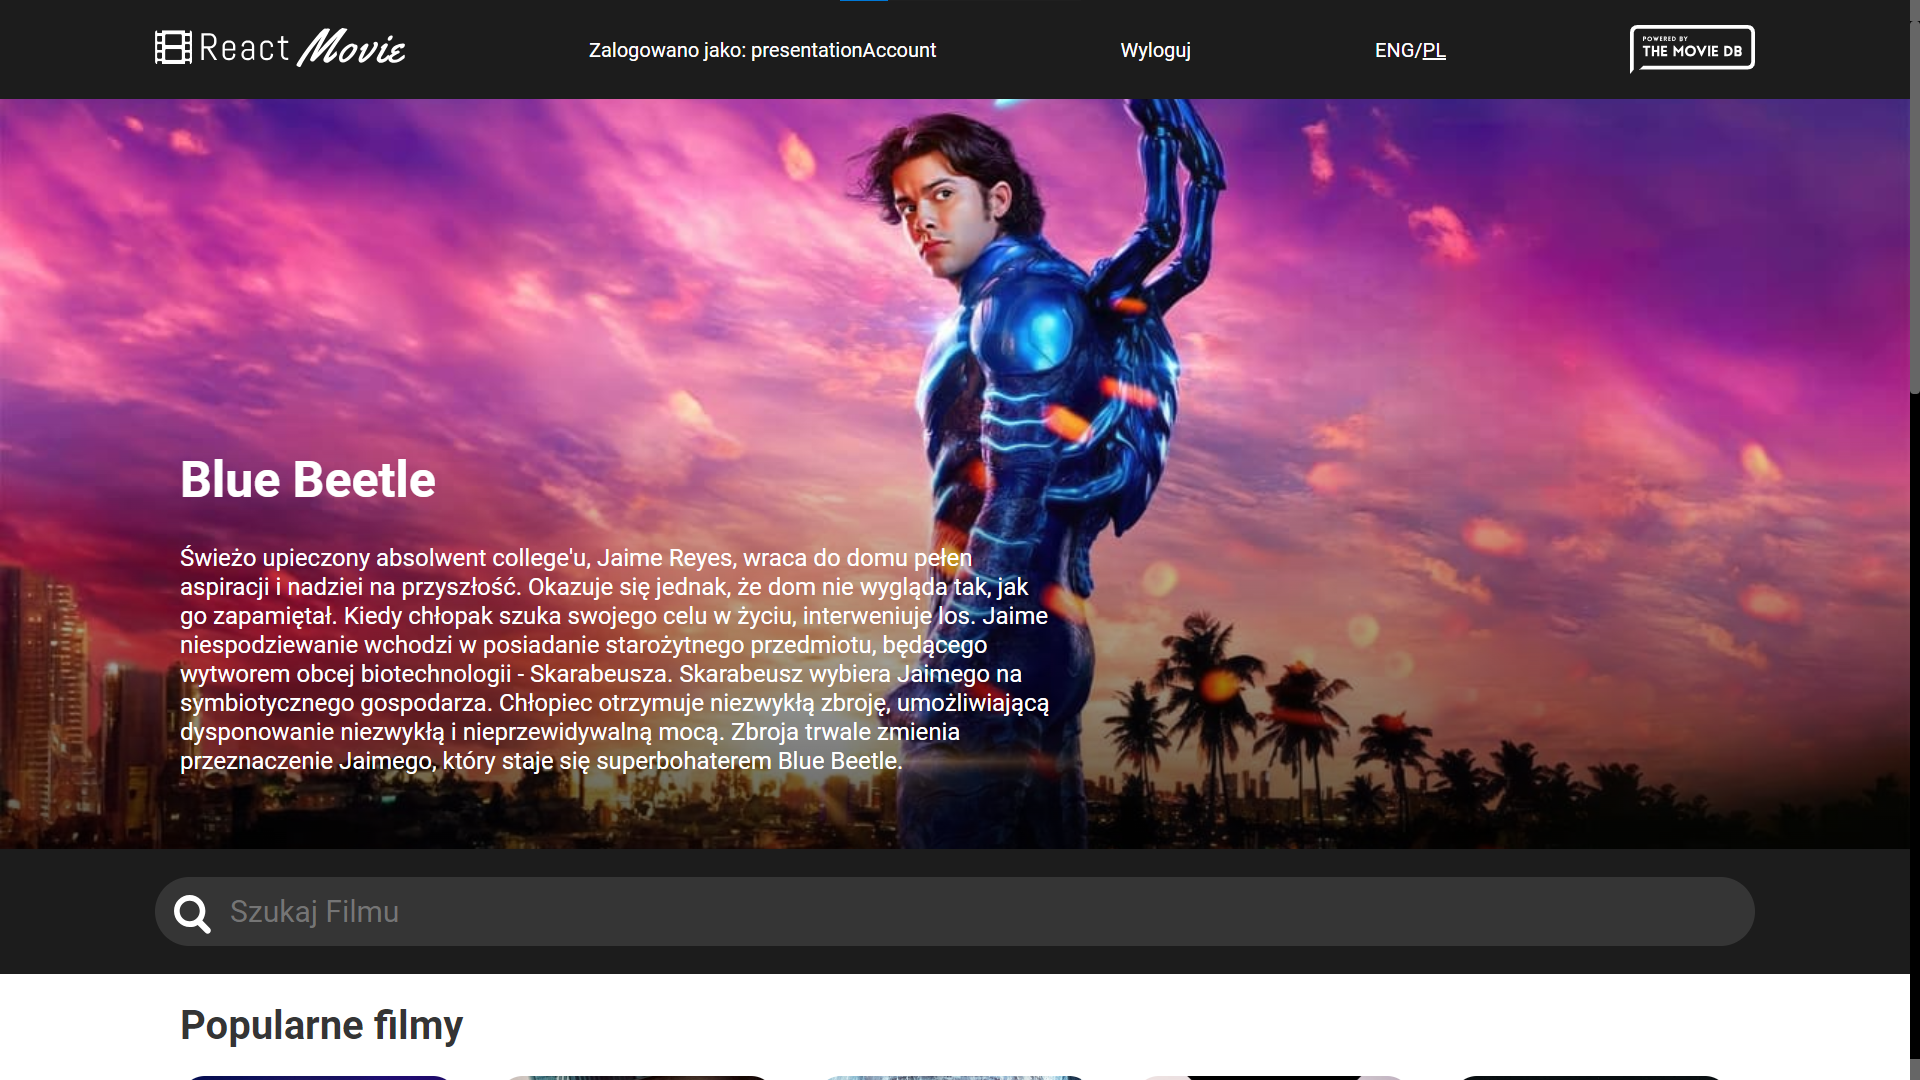 React Movie
Zalogowano jako: presentationAccount
Wyloguj
ENG/PL
POWERED BY
THE MOVIE DB
Blue Beetle
Świeżo upieczony absolwent college'u, Jaime Reyes, wraca do domu pełen
aspiracji i nadziei na przyszłość. Okazuje się jednak, że dom nie wygląda tak, jak
go zapamiętał. Kiedy chłopak szuka swojego celu w życiu, interweniuje los. Jaime
niespodziewanie wchodzi w posiadanie starożytnego przedmiotu, będącego
wytworem obcej biotechnologii - Skarabeusza. Skarabeusz wybiera Jaimego na
symbiotycznego gospodarza. Chłopiec otrzymuje niezwykłą zbroję, umożliwiającą
dysponowanie niezwykłą i nieprzewidywalną mocą. Zbroja trwale zmienia
przeznaczenie Jaimego, który staje się superbohaterem Blue Beetle.
Szukaj Filmu
Popularne filmy